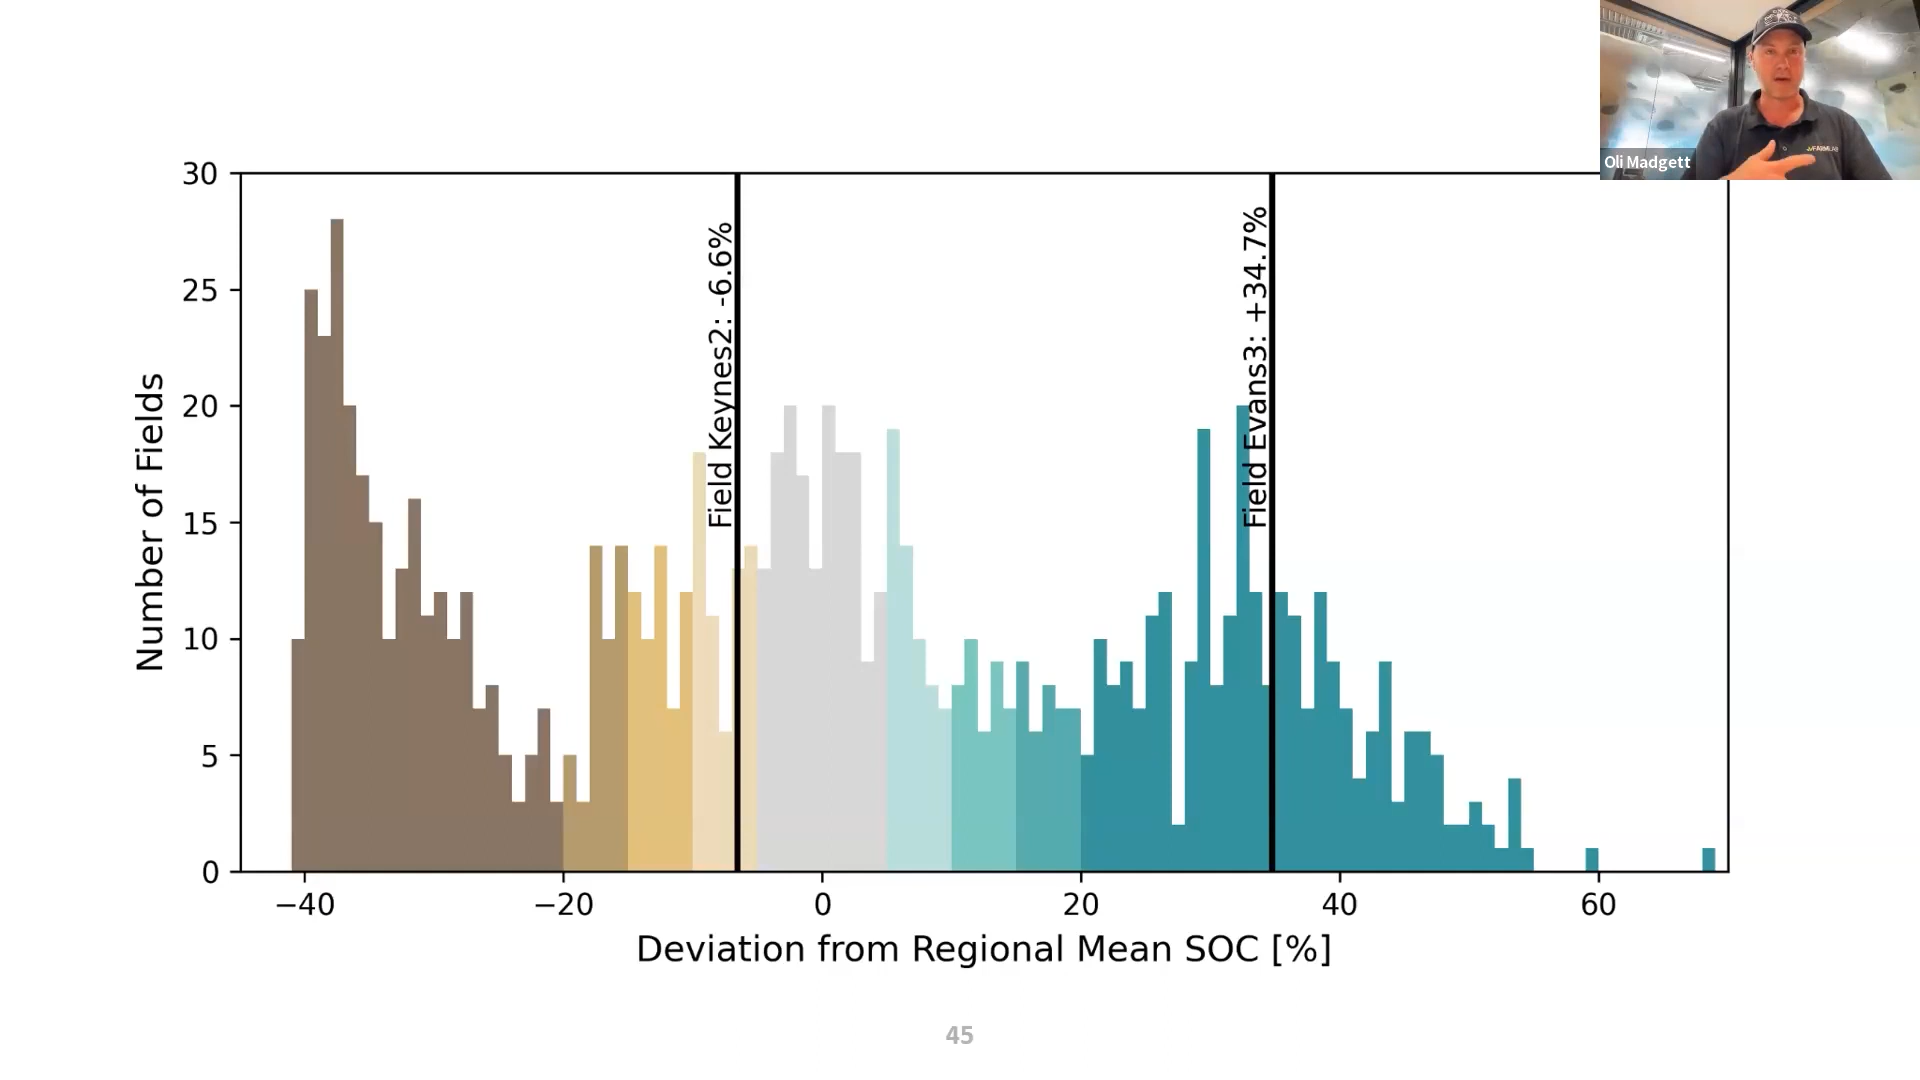 Oli Madgett
FARMLAB
30
25
20
15
10
5
0
Number of Fields
Field Keynes2: -6.6%
Field Evans3: +34.7%
−40
−20
0
20
40
60
Deviation from Regional Mean SOC [%]
45